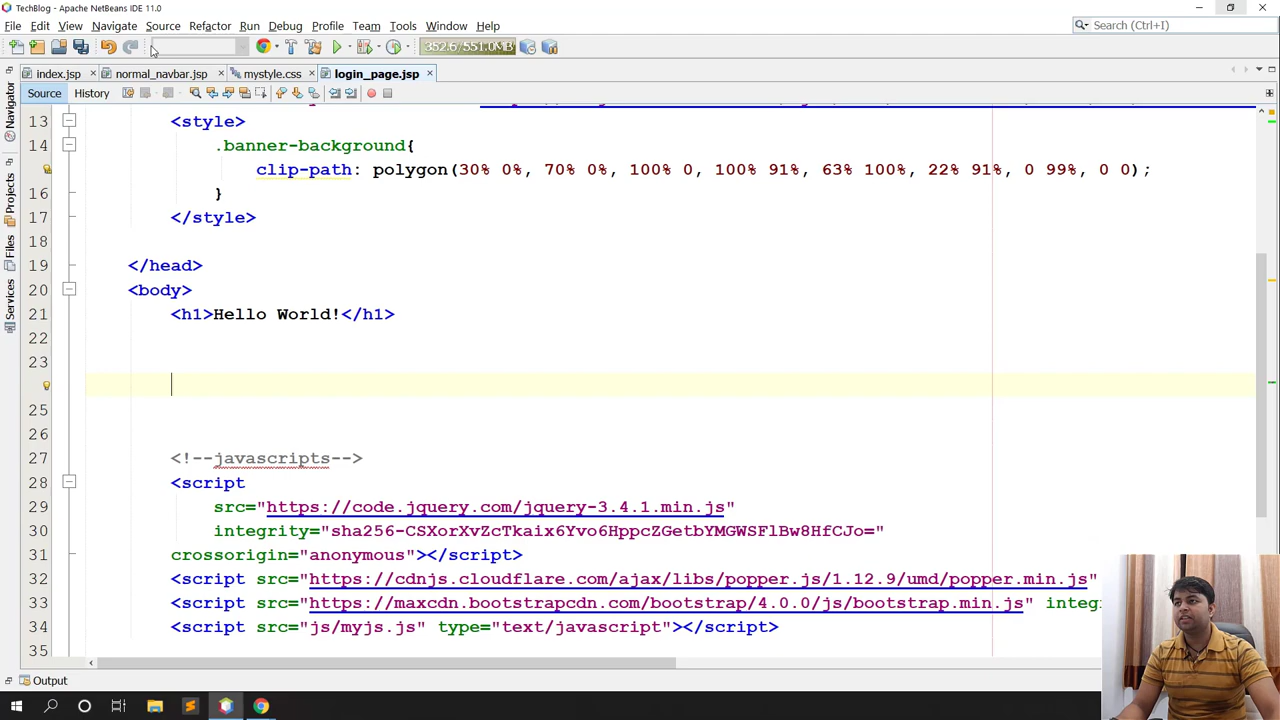 TechBlog - Apache NetBeans IDE 11.0
File Edit View Navigate Source Refactor Run Debug Profile Team Tools Window Help
Search (Ctrl+I)
352.6/551.0MB
index.jsp normal_navbar.jsp mystyle.css login_page.jsp
Source History
Navigator
Projects
Files
Services
13 <style>
14 .banner-background{
clip-path: polygon(30% 0%, 70% 0%, 100% 0, 100% 91%, 63% 100%, 22% 91%, 0 99%, 0 0);
16 }
17 </style>
18
19 </head>
20 <body>
21 <h1>Hello World!</h1>
22
23
25
26
27 <!--javascripts-->
28 <script
29 src="https://code.jquery.com/jquery-3.4.1.min.js"
30 integrity="sha256-CSXorXvZcTkaix6Yvo6HppcZGetbYMGWSFlBw8HfCJo="
31 crossorigin="anonymous"></script>
32 <script src="https://cdnjs.cloudflare.com/ajax/libs/popper.js/1.12.9/umd/popper.min.js"
33 <script src="https://maxcdn.bootstrapcdn.com/bootstrap/4.0.0/js/bootstrap.min.js" integ
34 <script src="js/myjs.js" type="text/javascript"></script>
35
Output